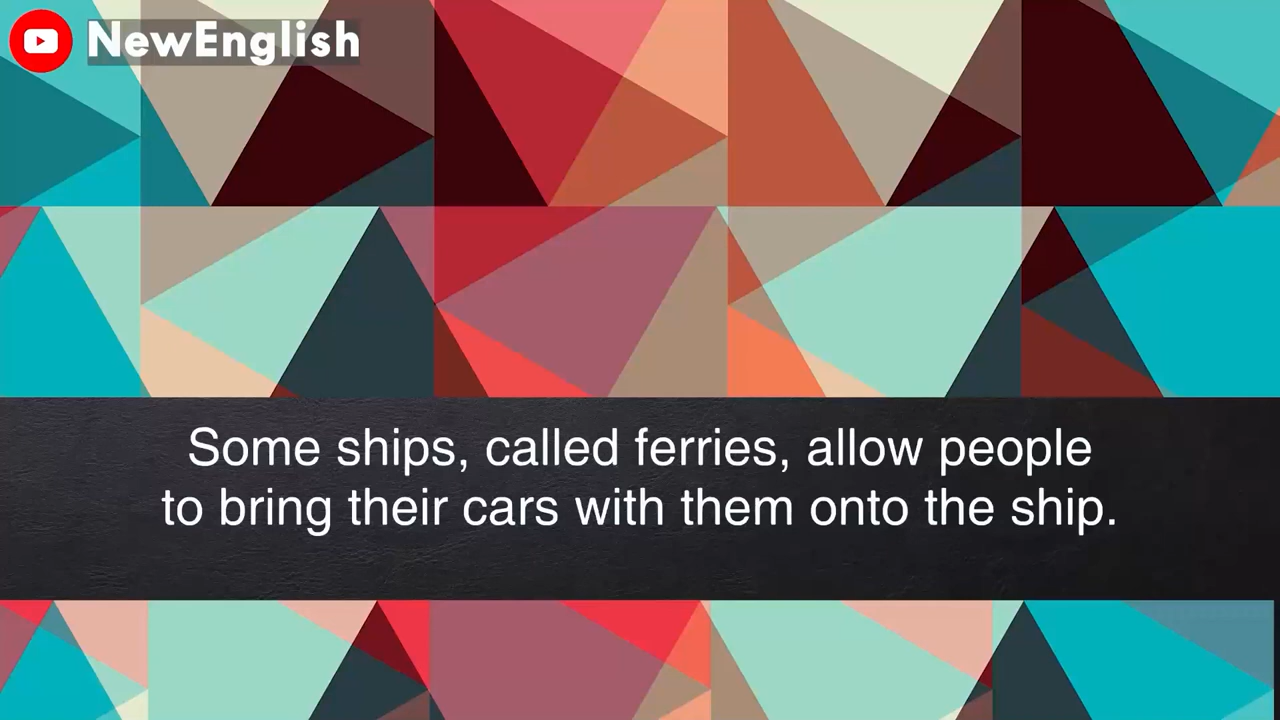 NewEnglish
Some ships, called ferries, allow people
to bring their cars with them onto the ship.